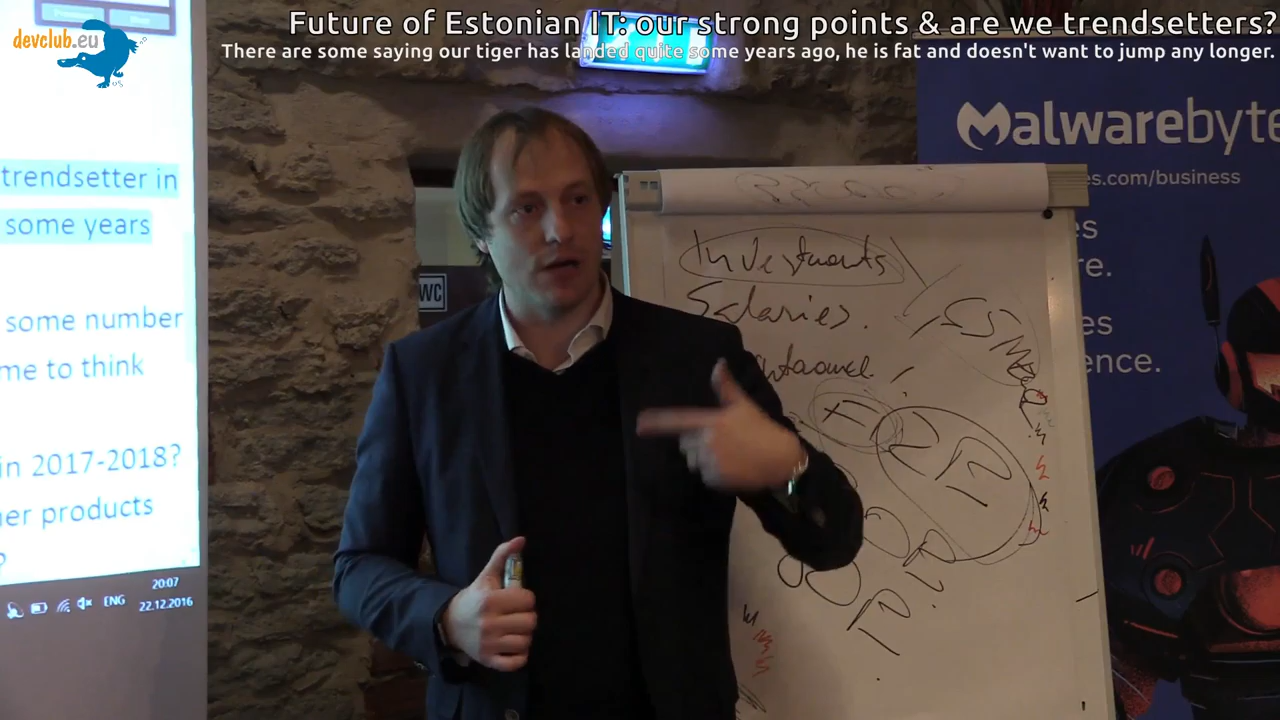 Future of Estonian IT: our strong points & are we trendsetters?
There are some saying our tiger has landed quite some years ago, he is fat and doesn't want to jump any longer.
devclub.eu
trendsetter in
some years
some number
me to think
in 2017-2018?
her products
?
20:07
ENG
22.12.2016
WC
Investments
Salaries.
Malwarebyte
es.com/business
es
re.
es
ence.